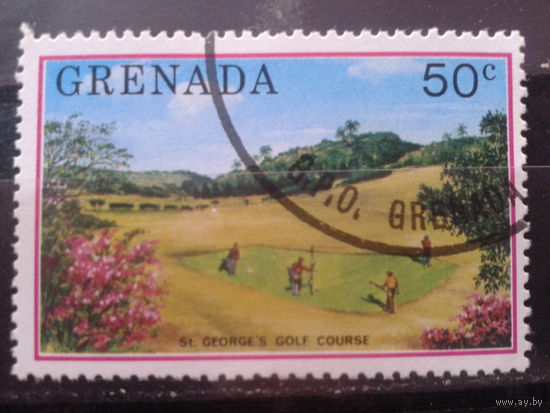 GRENADA 50c
G.P.O. GRENADA
St. GEORGE'S GOLF COURSE
www.ay.by